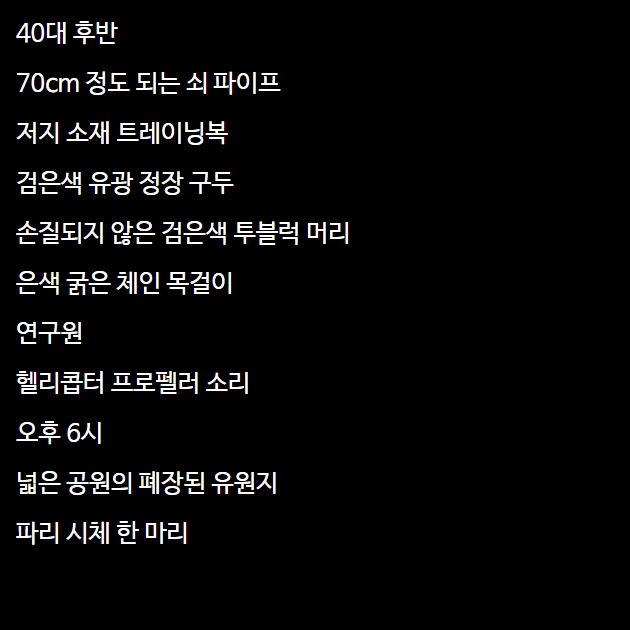 40대 후반
70cm 정도 되는 쇠 파이프
저지 소재 트레이닝복
검은색 유광 정장 구두
손질되지 않은 검은색 투블럭 머리
은색 굵은 체인 목걸이
연구원
헬리콥터 프로펠러 소리
오후 6시
넓은 공원의 폐장된 유원지
파리 시체 한 마리